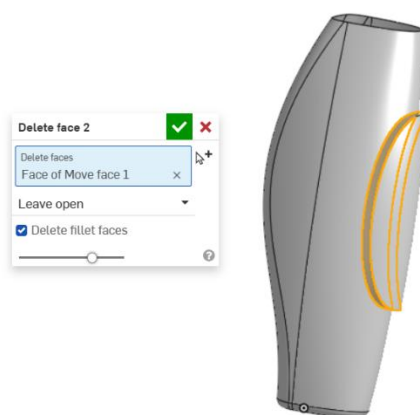 Delete face 2
Delete faces
Face of Move face 1
Leave open
Delete fillet faces